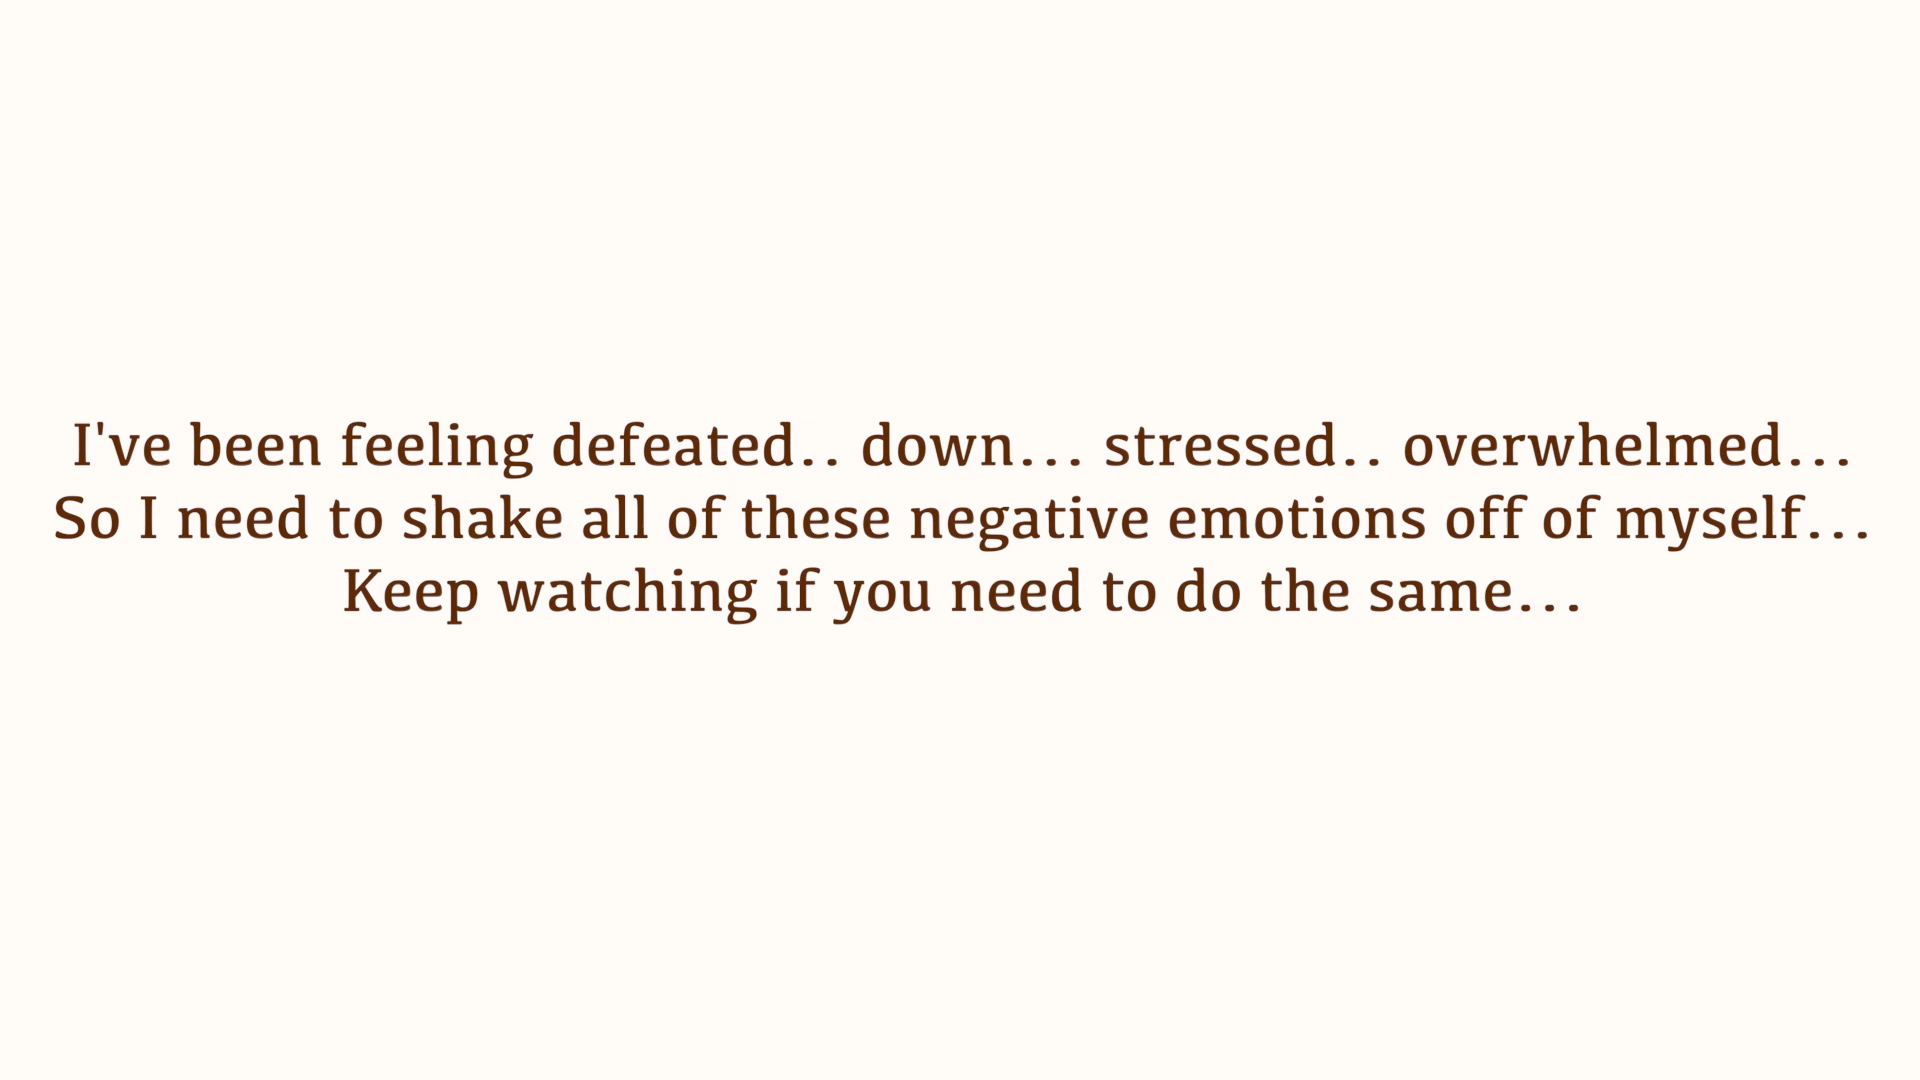 I've been feeling defeated.. down... stressed.. overwhelmed...
So I need to shake all of these negative emotions off of myself...
Keep watching if you need to do the same...